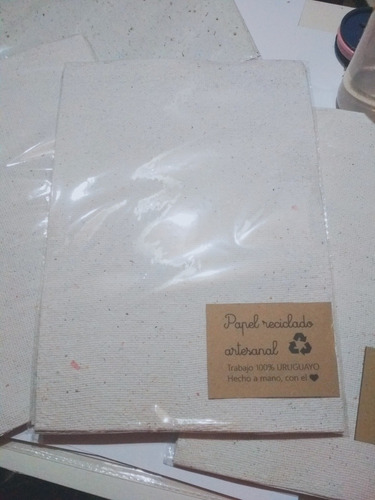 Papel reciclado
artesanal
Trabajo 100% URUGUAYO
Hecho a mano, con el ♥